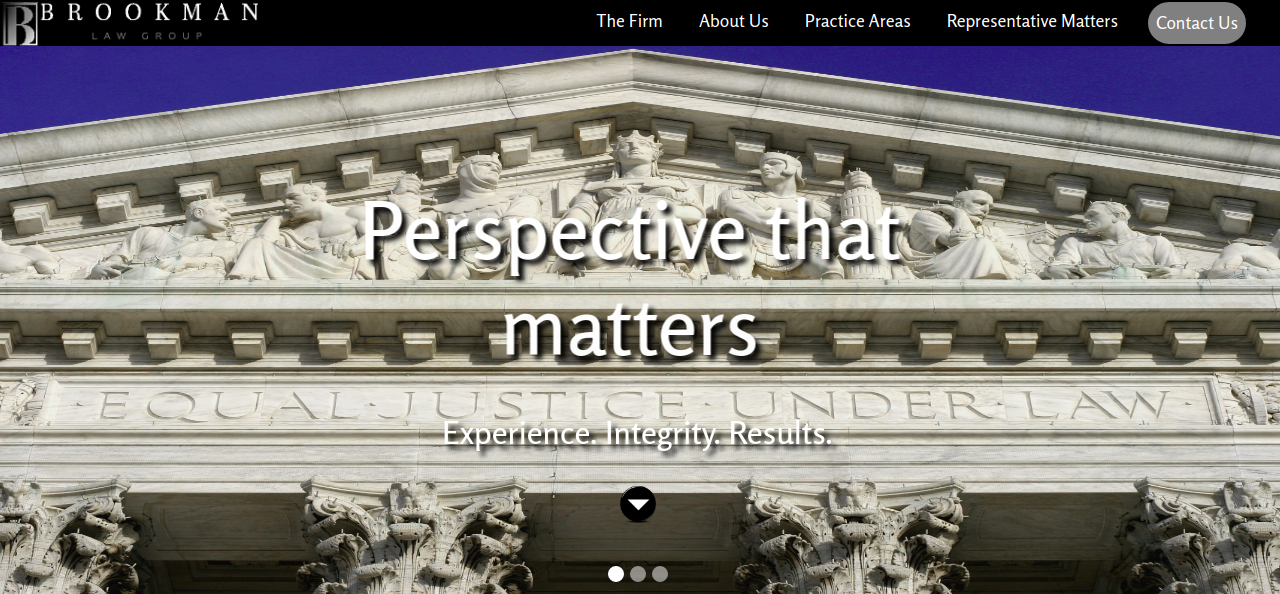 B BROOKMAN
LAW GROUP
The Firm
About Us
Practice Areas
Representative Matters
Contact Us
Perspective that
matters
EQUAL·JUSTICE·UNDER·LAW
Experience. Integrity. Results.